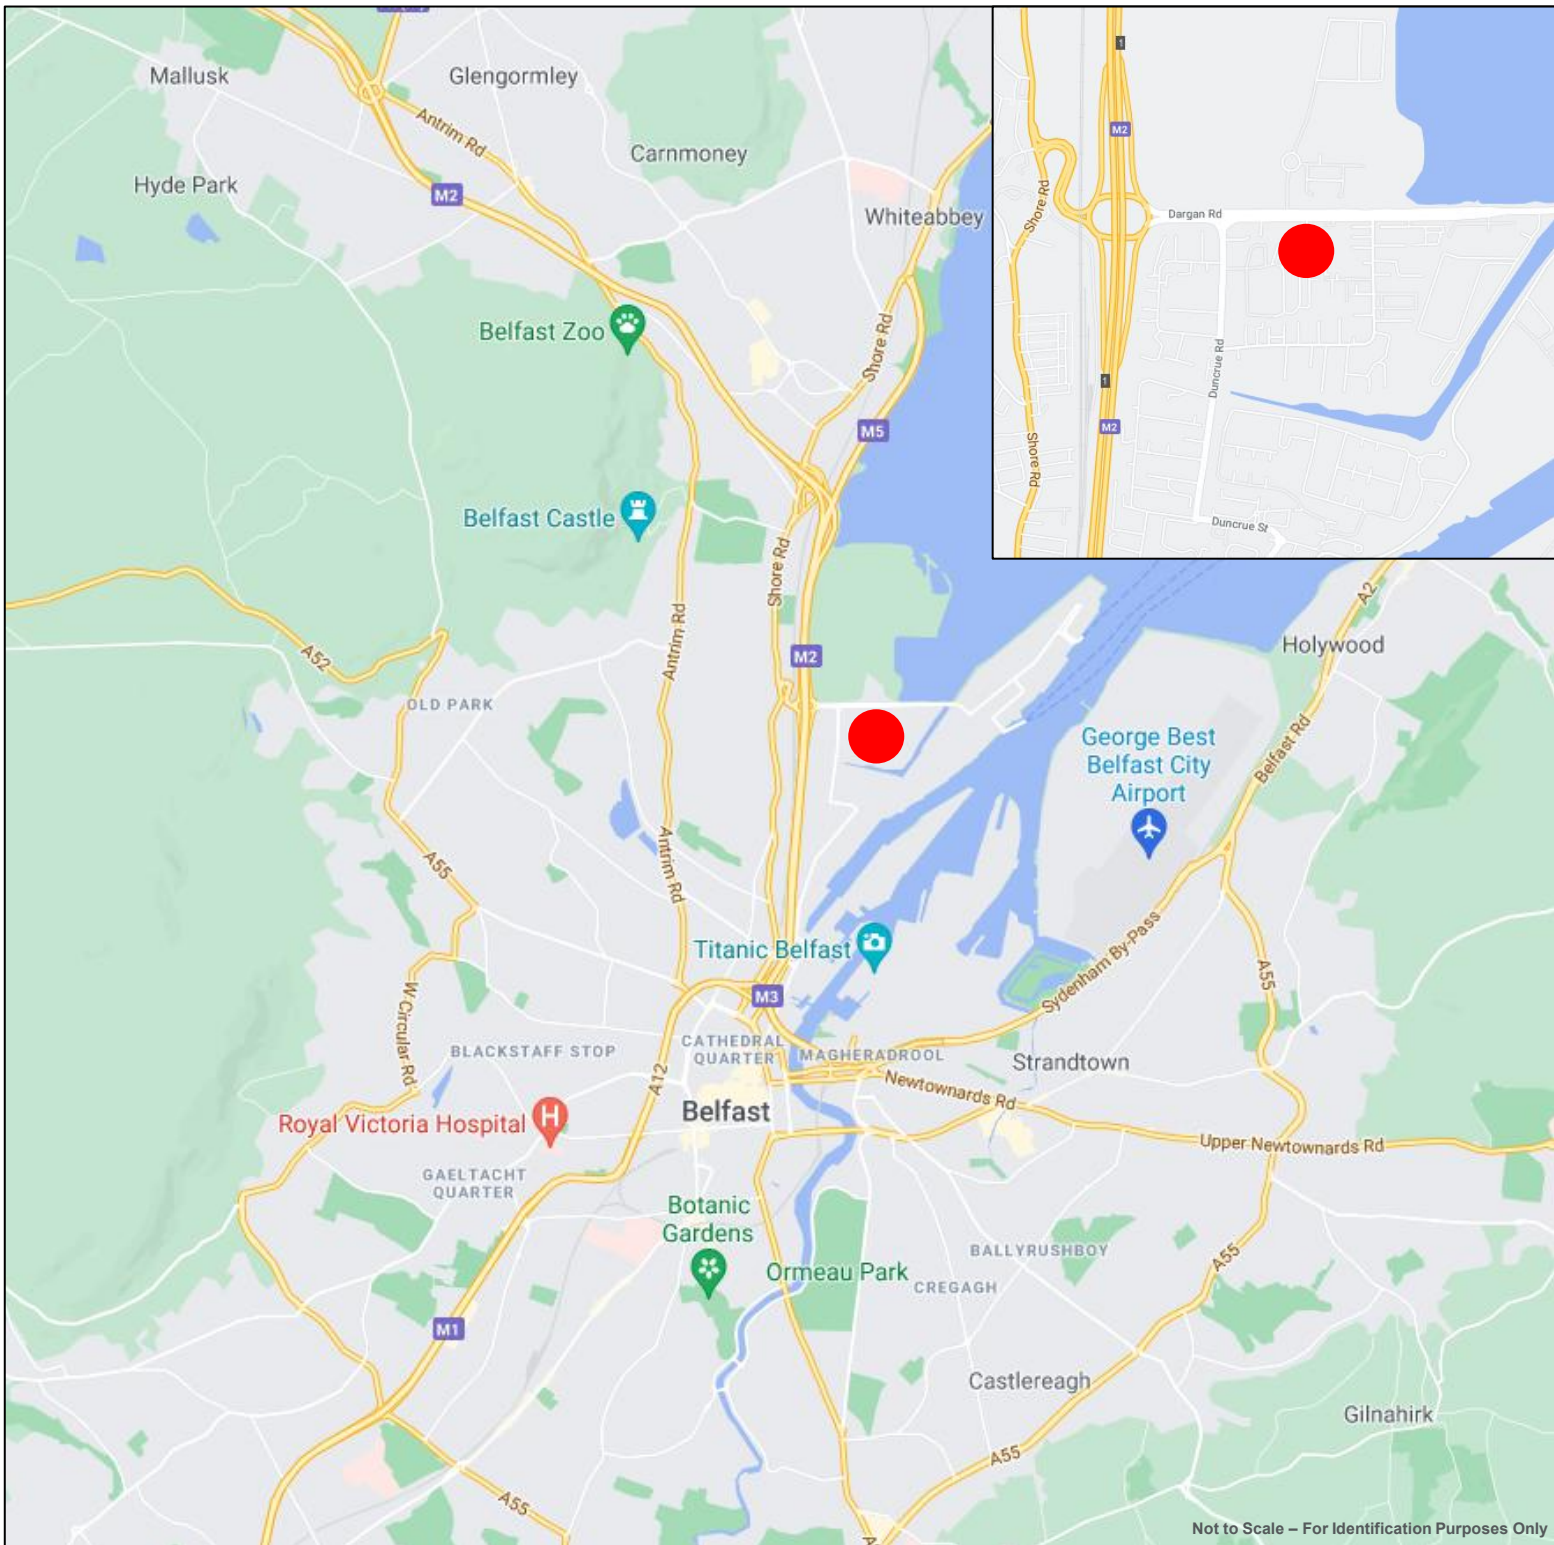 Mallusk
Glengormley
Antrim Rd
Carnmoney
Hyde Park
M2
Whiteabbey
Belfast Zoo
Shore Rd
M5
Belfast Castle
Shore Rd
Antrim Rd
M2
A52
OLD PARK
A2
Holywood
George Best
Belfast City
Airport
Belfast Rd
A55
Antrim Rd
Titanic Belfast
Sydenham By-Pass
A55
W Circular Rd
M3
CATHEDRAL
QUARTER
BLACKSTAFF STOP
MAGHERADROOL
Strandtown
A12
Newtownards Rd
Belfast
Royal Victoria Hospital
H
Upper Newtownards Rd
GAELTACHT
QUARTER
Botanic
Gardens
BALLYRUSHBOY
A55
Ormeau Park
CREGAGH
M1
Castlereagh
Gilnahirk
A55
A55
Not to Scale – For Identification Purposes Only
1
M2
Shore Rd
Dargan Rd
Duncrue Rd
1
M2
Shore Rd
Duncrue St